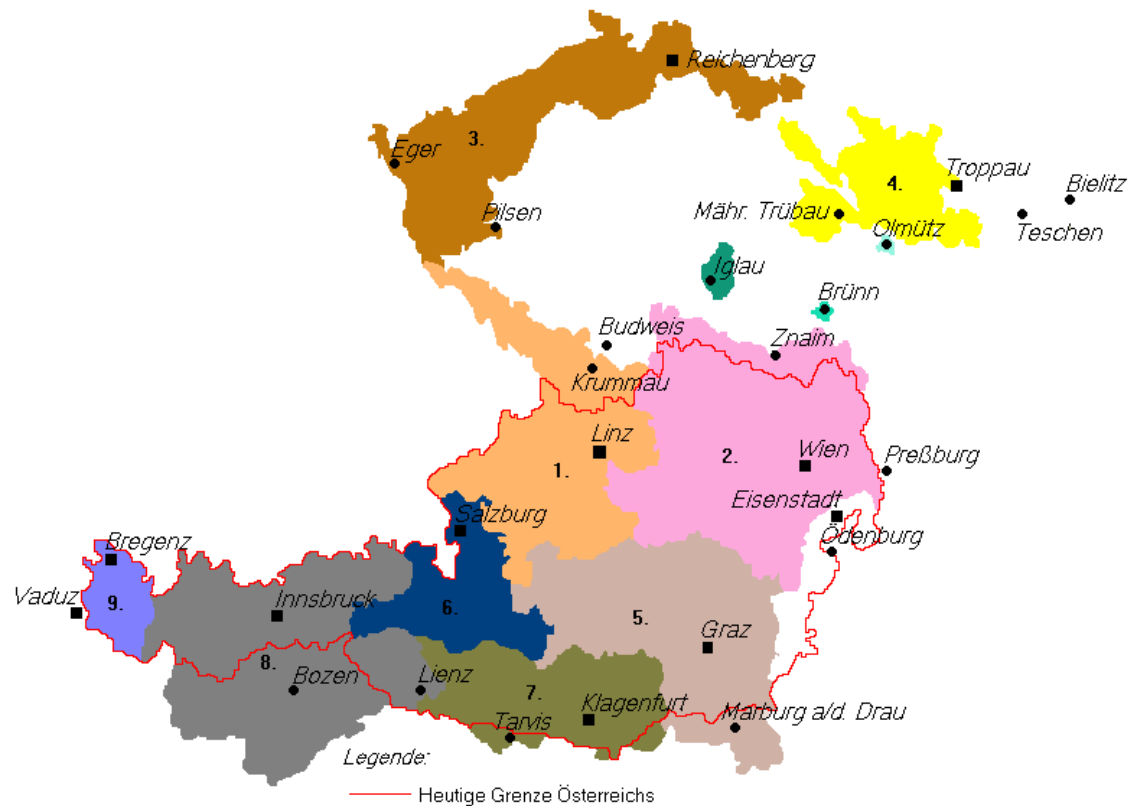 Reichenberg
3.
Eger
Troppau
4.
Bielitz
Pilsen
Mähr. Trübau
Teschen
Olmütz
Iglau
Brünn
Budweis
Znaim
Krummau
Linz
2.
Wien
1.
Preßburg
Eisenstadt
Salzburg
Ödenburg
Bregenz
Vaduz
9.
Innsbruck
6.
5.
Graz
8.
Bozen
Lienz
7.
Klagenfurt
Tarvis
Marburg a/d. Drau
Legende:
Heutige Grenze Österreichs